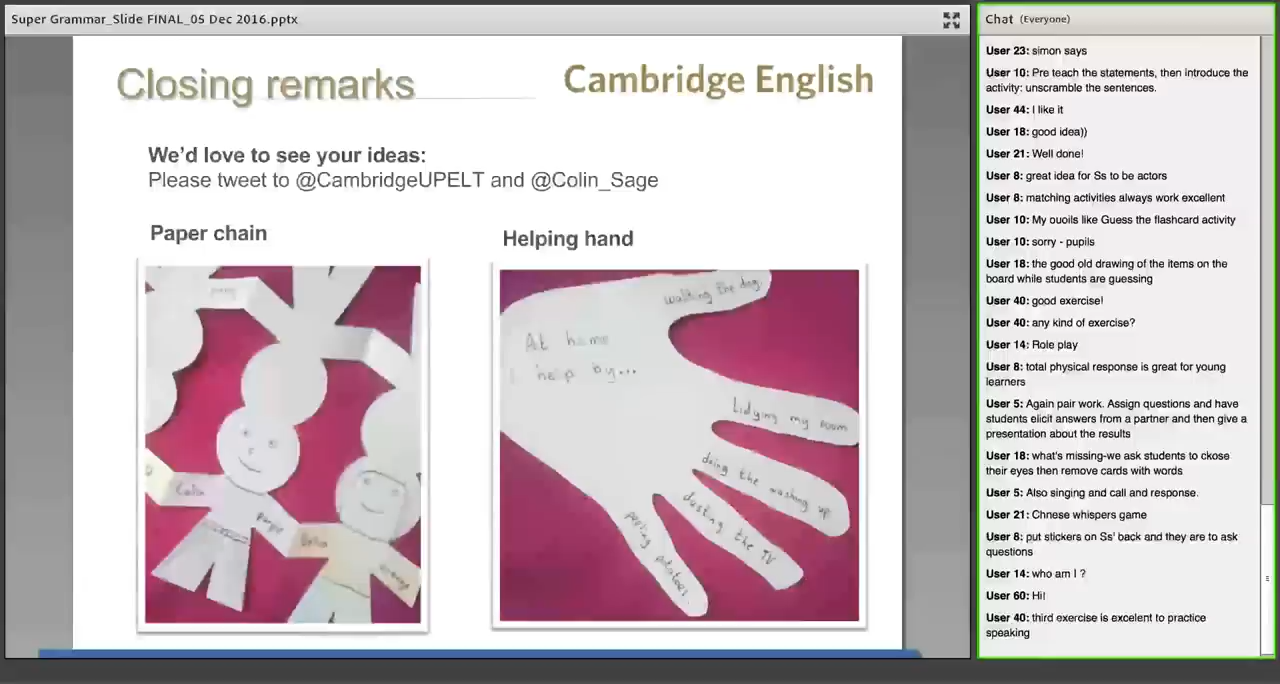 Super Grammar_Slide FINAL_05 Dec 2016.pptx
Closing remarks
Cambridge English
We'd love to see your ideas:
Please tweet to @CambridgeUPELT and @Colin_Sage
Paper chain
Helping hand
Colin
purple
orange
At home
I help by...
walking the dog
tidying my room
doing the washing up
dusting the TV
peeling potatoes
Chat (Everyone)
User 23: simon says
User 10: Pre teach the statements, then introduce the
activity: unscramble the sentences.
User 44: I like it
User 18: good idea))
User 21: Well done!
User 8: great idea for Ss to be actors
User 8: matching activities always work excellent
User 10: My ouoils like Guess the flashcard activity
User 10: sorry - pupils
User 18: the good old drawing of the items on the
board while students are guessing
User 40: good exercise!
User 40: any kind of exercise?
User 14: Role play
User 8: total physical response is great for young
learners
User 5: Again pair work. Assign questions and have
students elicit answers from a partner and then give a
presentation about the results
User 18: what's missing-we ask students to ckose
their eyes then remove cards with words
User 5: Also singing and call and response.
User 21: Chnese whispers game
User 6: put stickers on Ss' back and they are to ask
questions
User 14: who am I ?
User 60: Hi!
User 40: third exercise is excelent to practice
speaking